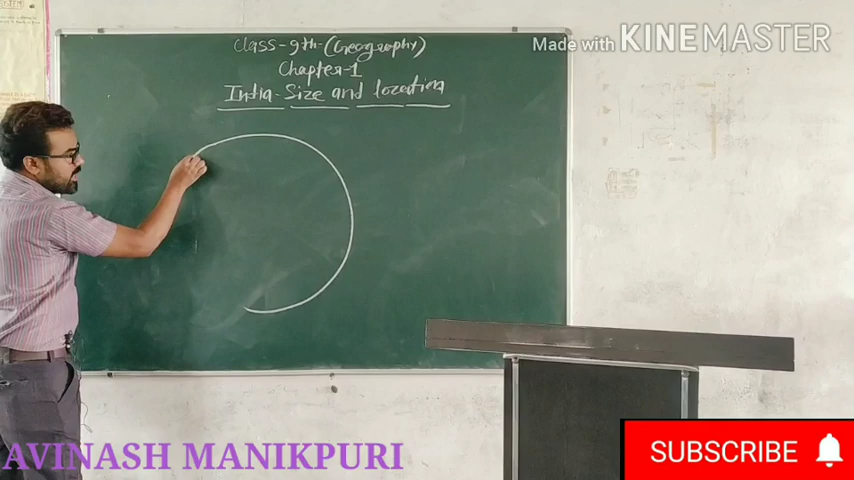 Class-9th-(Geography)
Chapter-1
India-Size and location
Made with KINEMASTER
AVINASH MANIKPURI
SUBSCRIBE